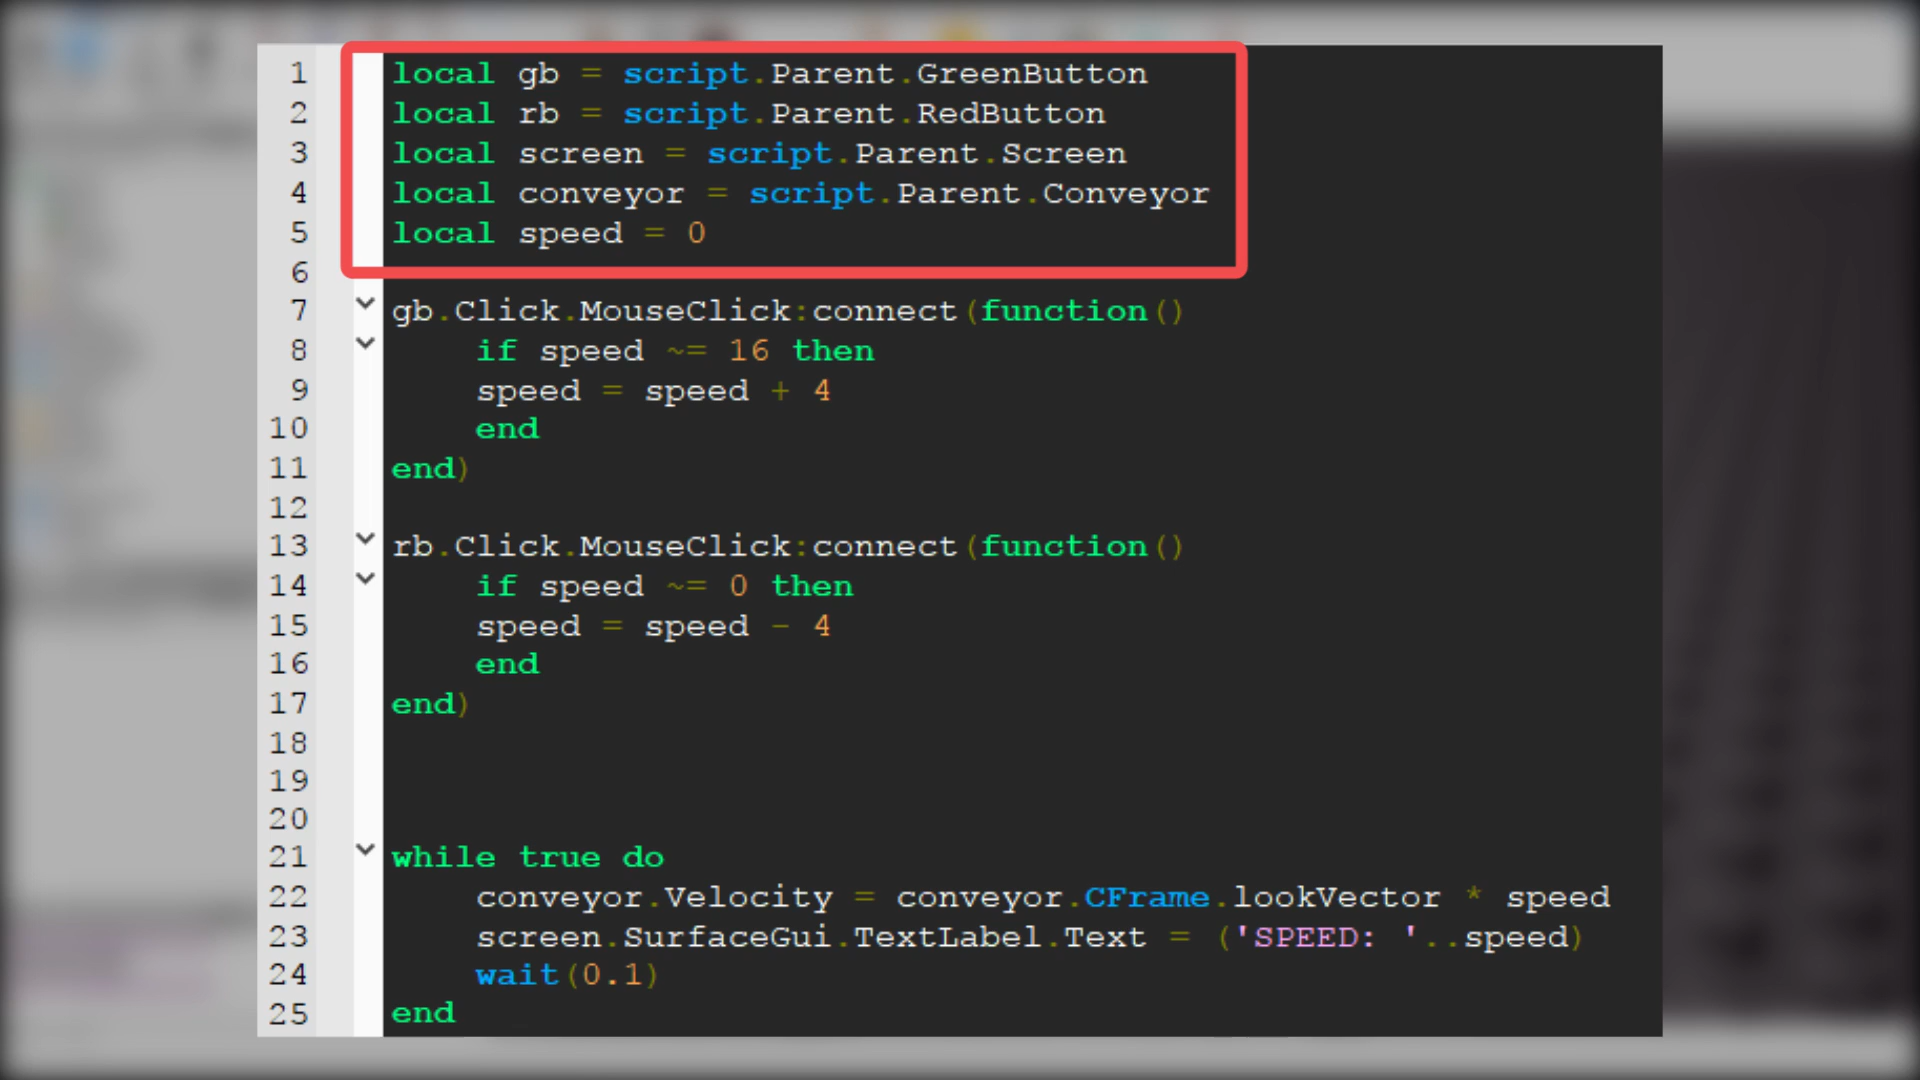 1 local gb = script.Parent.GreenButton
2 local rb = script.Parent.RedButton
3 local screen = script.Parent.Screen
4 local conveyor = script.Parent.Conveyor
5 local speed = 0
6
7 gb.Click.MouseClick:connect(function()
8 if speed ~= 16 then
9 speed = speed + 4
10 end
11 end)
12
13 rb.Click.MouseClick:connect(function()
14 if speed ~= 0 then
15 speed = speed - 4
16 end
17 end)
18
19
20
21 while true do
22 conveyor.Velocity = conveyor.CFrame.lookVector * speed
23 screen.SurfaceGui.TextLabel.Text = ('SPEED: '..speed)
24 wait(0.1)
25 end